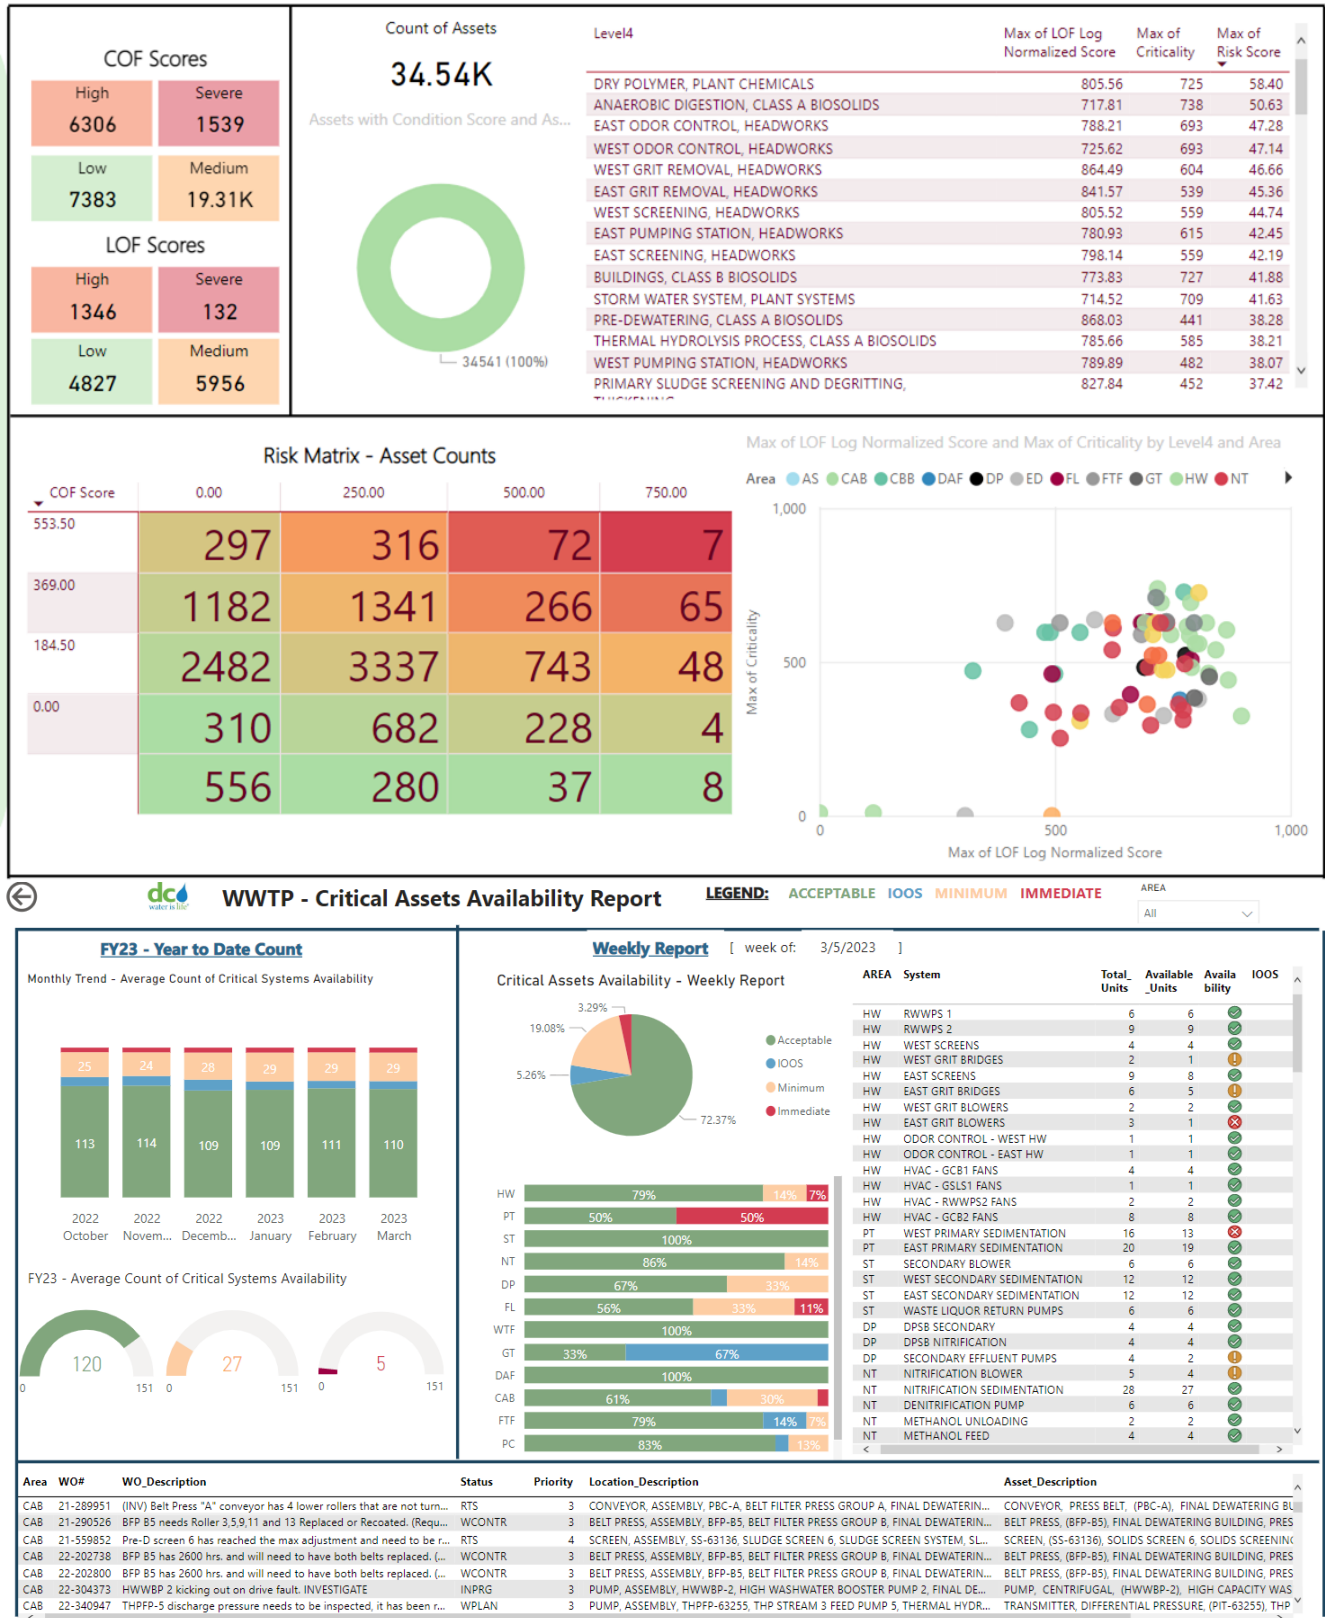 COF Scores
High
6306
Severe
1539
Low
7383
Medium
19.31K
LOF Scores
High
1346
Severe
132
Low
4827
Medium
5956
Count of Assets
34.54K
Assets with Condition Score and As...
34541 (100%)
Level4 Max of LOF Log Normalized Score Max of Criticality Max of Risk Score
DRY POLYMER, PLANT CHEMICALS 805.56 725 58.40
ANAEROBIC DIGESTION, CLASS A BIOSOLIDS 717.81 738 50.63
EAST ODOR CONTROL, HEADWORKS 788.21 693 47.28
WEST ODOR CONTROL, HEADWORKS 725.62 693 47.14
WEST GRIT REMOVAL, HEADWORKS 864.49 604 46.66
EAST GRIT REMOVAL, HEADWORKS 841.57 539 45.36
WEST SCREENING, HEADWORKS 805.52 559 44.74
EAST PUMPING STATION, HEADWORKS 780.93 615 42.45
EAST SCREENING, HEADWORKS 798.14 559 42.19
BUILDINGS, CLASS B BIOSOLIDS 773.83 727 41.88
STORM WATER SYSTEM, PLANT SYSTEMS 714.52 709 41.63
PRE-DEWATERING, CLASS A BIOSOLIDS 868.03 441 38.28
THERMAL HYDROLYSIS PROCESS, CLASS A BIOSOLIDS 785.66 585 38.21
WEST PUMPING STATION, HEADWORKS 789.89 482 38.07
PRIMARY SLUDGE SCREENING AND DEGRITTING, 827.84 452 37.42
Risk Matrix - Asset Counts
COF Score 0.00 250.00 500.00 750.00
553.50 297 316 72 7
369.00 1182 1341 266 65
184.50 2482 3337 743 48
0.00 310 682 228 4
556 280 37 8
Max of LOF Log Normalized Score and Max of Criticality by Level4 and Area
Area AS CAB CBB DAF DP ED FL FTF GT HW NT
1,000
500
0
Max of Criticality
0 500 1,000
Max of LOF Log Normalized Score
dc
water is life
WWTP - Critical Assets Availability Report
LEGEND: ACCEPTABLE IOOS MINIMUM IMMEDIATE
AREA
All
FY23 - Year to Date Count
Monthly Trend - Average Count of Critical Systems Availability
25 24 28 29 29 29
113 114 109 109 111 110
2022 2022 2022 2023 2023 2023
October Novem... Decemb... January February March
FY23 - Average Count of Critical Systems Availability
120
0 151
27
0 151
5
0 151
Weekly Report [ week of: 3/5/2023 ]
Critical Assets Availability - Weekly Report
3.29%
19.08%
5.26%
72.37%
Acceptable
IOOS
Minimum
Immediate
HW 79% 14% 7%
PT 50% 50%
ST 100%
NT 86% 14%
DP 67% 33%
FL 56% 33% 11%
WTF 100%
GT 33% 67%
DAF 100%
CAB 61% 30%
FTF 79% 14% 7%
PC 83% 13%
AREA System Total_Units Available_Units Availability IOOS
HW RWWPS 1 6 6
HW RWWPS 2 9 9
HW WEST SCREENS 4 4
HW WEST GRIT BRIDGES 2 1
HW EAST SCREENS 9 8
HW EAST GRIT BRIDGES 6 5
HW WEST GRIT BLOWERS 2 2
HW EAST GRIT BLOWERS 3 1
HW ODOR CONTROL - WEST HW 1 1
HW ODOR CONTROL - EAST HW 1 1
HW HVAC - GCB1 FANS 4 4
HW HVAC - GSLS1 FANS 1 1
HW HVAC - RWWPS2 FANS 2 2
HW HVAC - GCB2 FANS 8 8
PT WEST PRIMARY SEDIMENTATION 16 13
PT EAST PRIMARY SEDIMENTATION 20 19
ST SECONDARY BLOWER 6 6
ST WEST SECONDARY SEDIMENTATION 12 12
ST EAST SECONDARY SEDIMENTATION 12 12
ST WASTE LIQUOR RETURN PUMPS 6 6
DP DPSB SECONDARY 4 4
DP DPSB NITRIFICATION 4 4
DP SECONDARY EFFLUENT PUMPS 4 2
NT NITRIFICATION BLOWER 5 4
NT NITRIFICATION SEDIMENTATION 28 27
NT DENITRIFICATION PUMP 6 6
NT METHANOL UNLOADING 2 2
NT METHANOL FEED 4 4
Area WO# WO_Description Status Priority Location_Description Asset_Description
CAB 21-289951 (INV) Belt Press "A" conveyor has 4 lower rollers that are not turn... RTS 3 CONVEYOR, ASSEMBLY, PBC-A, BELT FILTER PRESS GROUP A, FINAL DEWATERIN... CONVEYOR, PRESS BELT, (PBC-A), FINAL DEWATERING BU
CAB 21-290526 BFP B5 needs Roller 3,5,9,11 and 13 Replaced or Recoated. (Requ... WCONTR 3 BELT PRESS, ASSEMBLY, BFP-B5, BELT FILTER PRESS GROUP B, FINAL DEWATERIN... BELT PRESS, (BFP-B5), FINAL DEWATERING BUILDING, PRES
CAB 21-559852 Pre-D screen 6 has reached the max adjustment and need to be r... RTS 4 SCREEN, ASSEMBLY, SS-63136, SLUDGE SCREEN 6, SLUDGE SCREEN SYSTEM, SL... SCREEN, (SS-63136), SOLIDS SCREEN 6, SOLIDS SCREENIN
CAB 22-202738 BFP B5 has 2600 hrs. and will need to have both belts replaced. (... WCONTR 3 BELT PRESS, ASSEMBLY, BFP-B5, BELT FILTER PRESS GROUP B, FINAL DEWATERIN... BELT PRESS, (BFP-B5), FINAL DEWATERING BUILDING, PRES
CAB 22-202800 BFP B5 has 2600 hrs. and will need to have both belts replaced. (... WCONTR 3 BELT PRESS, ASSEMBLY, BFP-B5, BELT FILTER PRESS GROUP B, FINAL DEWATERIN... BELT PRESS, (BFP-B5), FINAL DEWATERING BUILDING, PRES
CAB 22-304373 HWWBP 2 kicking out on drive fault. INVESTIGATE INPRG 3 PUMP, ASSEMBLY, HWWBP-2, HIGH WASHWATER BOOSTER PUMP 2, FINAL DE... PUMP, CENTRIFUGAL, (HWWBP-2), HIGH CAPACITY WAS
CAB 22-340947 THPFP-5 discharge pressure needs to be inspected, it has been r... WPLAN 3 PUMP, ASSEMBLY, THPFP-63255, THP STREAM 3 FEED PUMP 5, THERMAL HYDR... TRANSMITTER, DIFFERENTIAL PRESSURE, (PIT-63255), THP